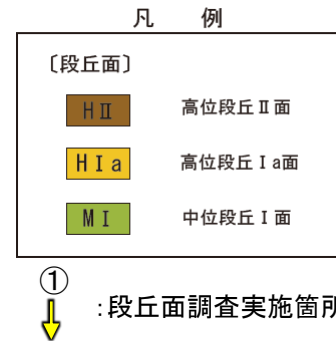 凡 例
〔段丘面〕
HⅡ 高位段丘Ⅱ面
HⅠa 高位段丘Ⅰa面
MⅠ 中位段丘Ⅰ面
①
:段丘面調査実施箇所